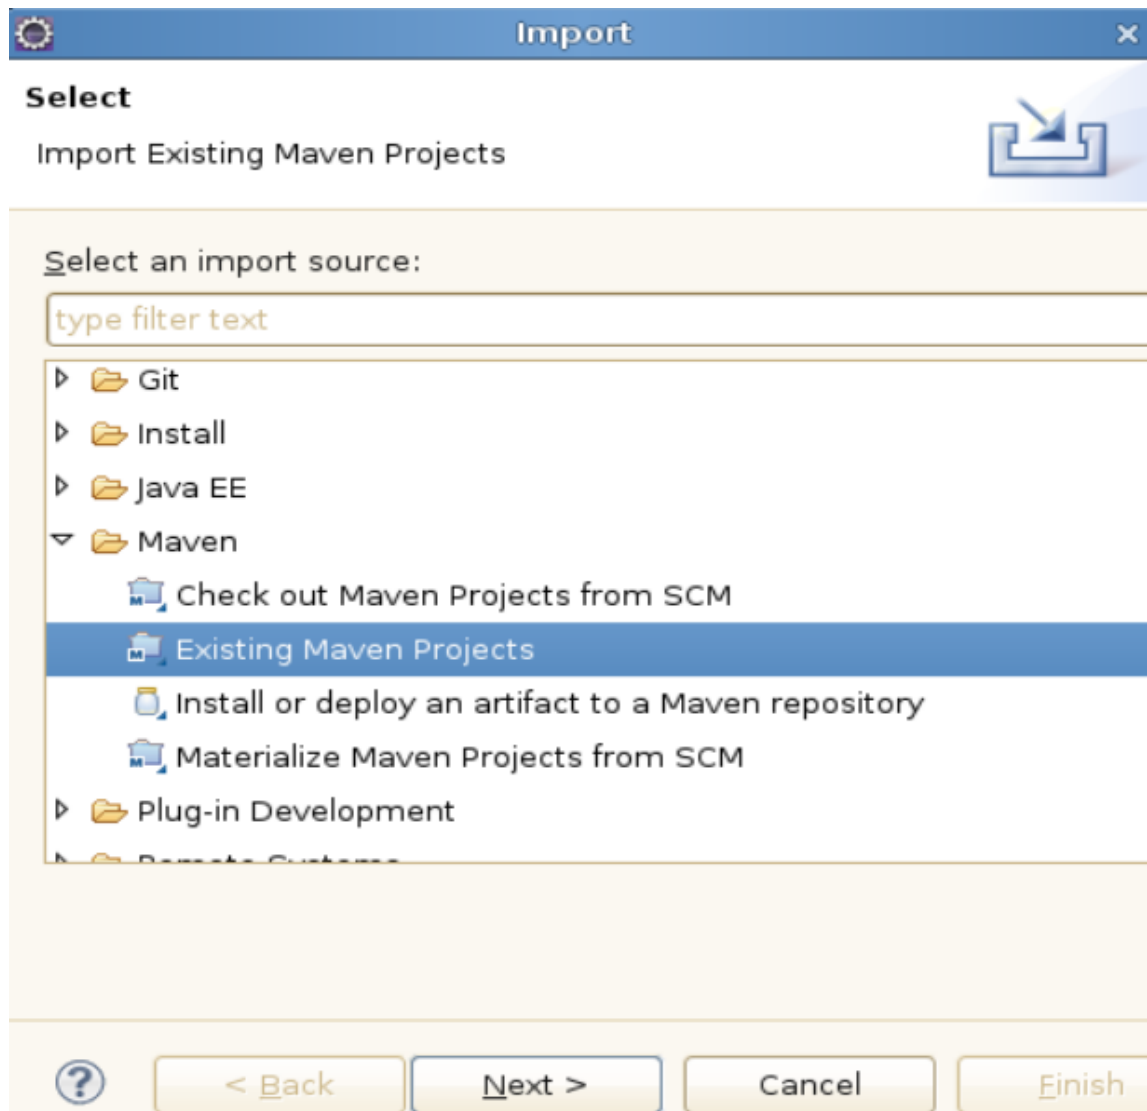 Import
Select
Import Existing Maven Projects
Select an import source:
type filter text
Git
Install
Java EE
Maven
Check out Maven Projects from SCM
Existing Maven Projects
Install or deploy an artifact to a Maven repository
Materialize Maven Projects from SCM
Plug-in Development
Remote Systems
< Back
Next >
Cancel
Finish